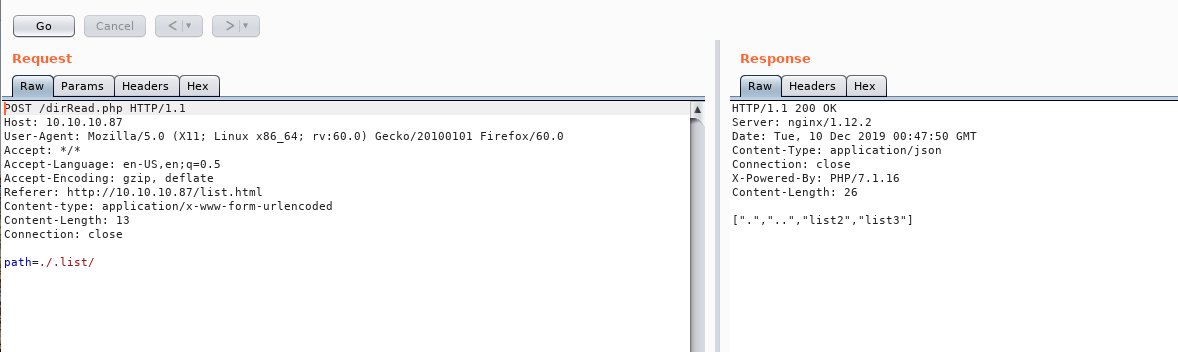 Go Cancel < >
Request
Raw Params Headers Hex
POST /dirRead.php HTTP/1.1
Host: 10.10.10.87
User-Agent: Mozilla/5.0 (X11; Linux x86_64; rv:60.0) Gecko/20100101 Firefox/60.0
Accept: */*
Accept-Language: en-US,en;q=0.5
Accept-Encoding: gzip, deflate
Referer: http://10.10.10.87/list.html
Content-type: application/x-www-form-urlencoded
Content-Length: 13
Connection: close
path=./.list/
Response
Raw Headers Hex
HTTP/1.1 200 OK
Server: nginx/1.12.2
Date: Tue, 10 Dec 2019 00:47:50 GMT
Content-Type: application/json
Connection: close
X-Powered-By: PHP/7.1.16
Content-Length: 26
[".","..","list2","list3"]